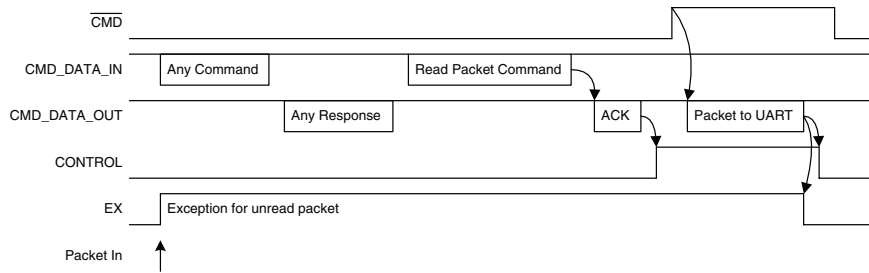 CMD
CMD_DATA_IN
Any Command
Read Packet Command
CMD_DATA_OUT
Any Response
ACK
Packet to UART
CONTROL
EX
Exception for unread packet
Packet In